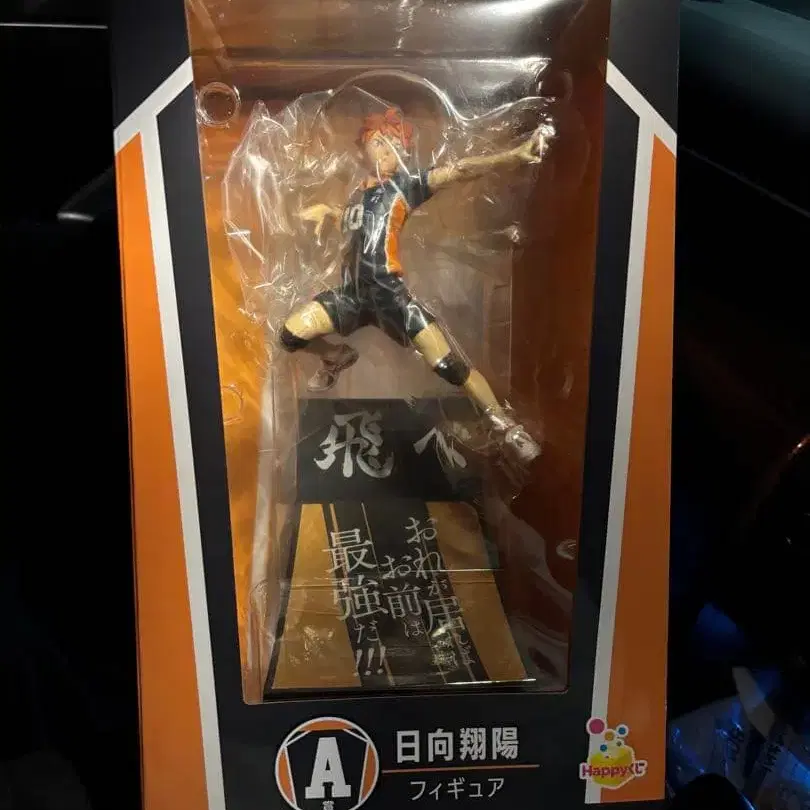 10
飛べ
おれが居
お前は
最強だ!!!
A
賞
日向翔陽
フィギュア
Happyくじ